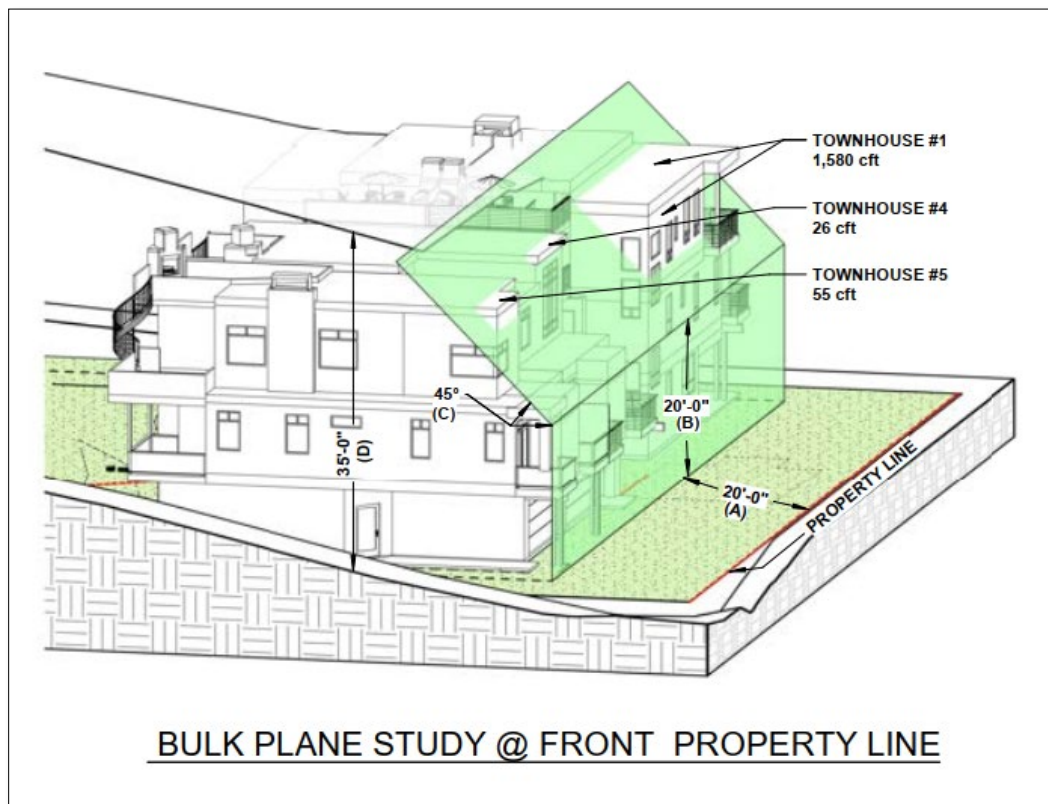 TOWNHOUSE #1
1,580 cft
TOWNHOUSE #4
26 cft
TOWNHOUSE #5
55 cft
45°
(C)
20'-0"
(B)
35'-0"
(D)
20'-0"
(A)
PROPERTY LINE
BULK PLANE STUDY @ FRONT PROPERTY LINE